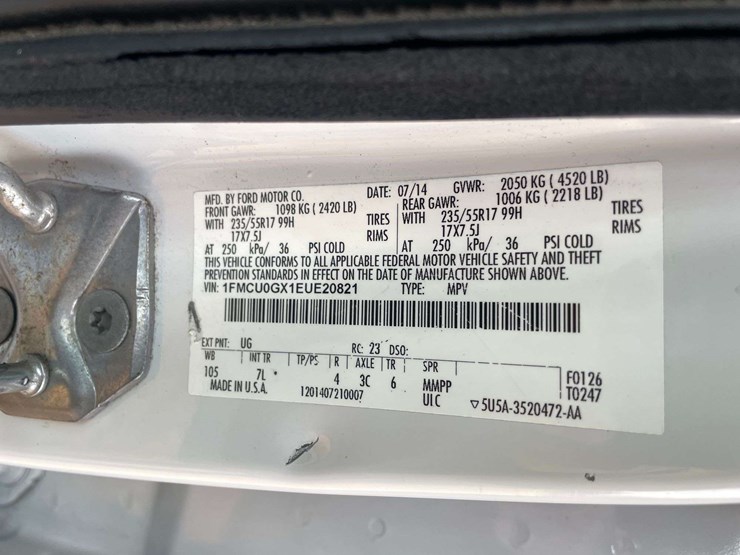 MFD. BY FORD MOTOR CO. DATE: 07/14 GVWR: 2050 KG ( 4520 LB)
FRONT GAWR: 1098 KG ( 2420 LB) REAR GAWR: 1006 KG ( 2218 LB)
WITH 235/55R17 99H TIRES WITH 235/55R17 99H TIRES
17X7.5J RIMS 17X7.5J RIMS
AT 250 kPa/ 36 PSI COLD AT 250 kPa/ 36 PSI COLD
THIS VEHICLE CONFORMS TO ALL APPLICABLE FEDERAL MOTOR VEHICLE SAFETY AND THEFT
PREVENTION STANDARDS IN EFFECT ON THE DATE OF MANUFACTURE SHOWN ABOVE.
VIN: 1FMCU0GX1EUE20821 TYPE: MPV
EXT PNT: UG RC: 23 DSO:
WB INT TR TP/PS R AXLE TR SPR
105 7L 4 3C 6 MMPP F0126
MADE IN U.S.A. 1201407210007 UIC ▽5U5A-3520472-AA T0247